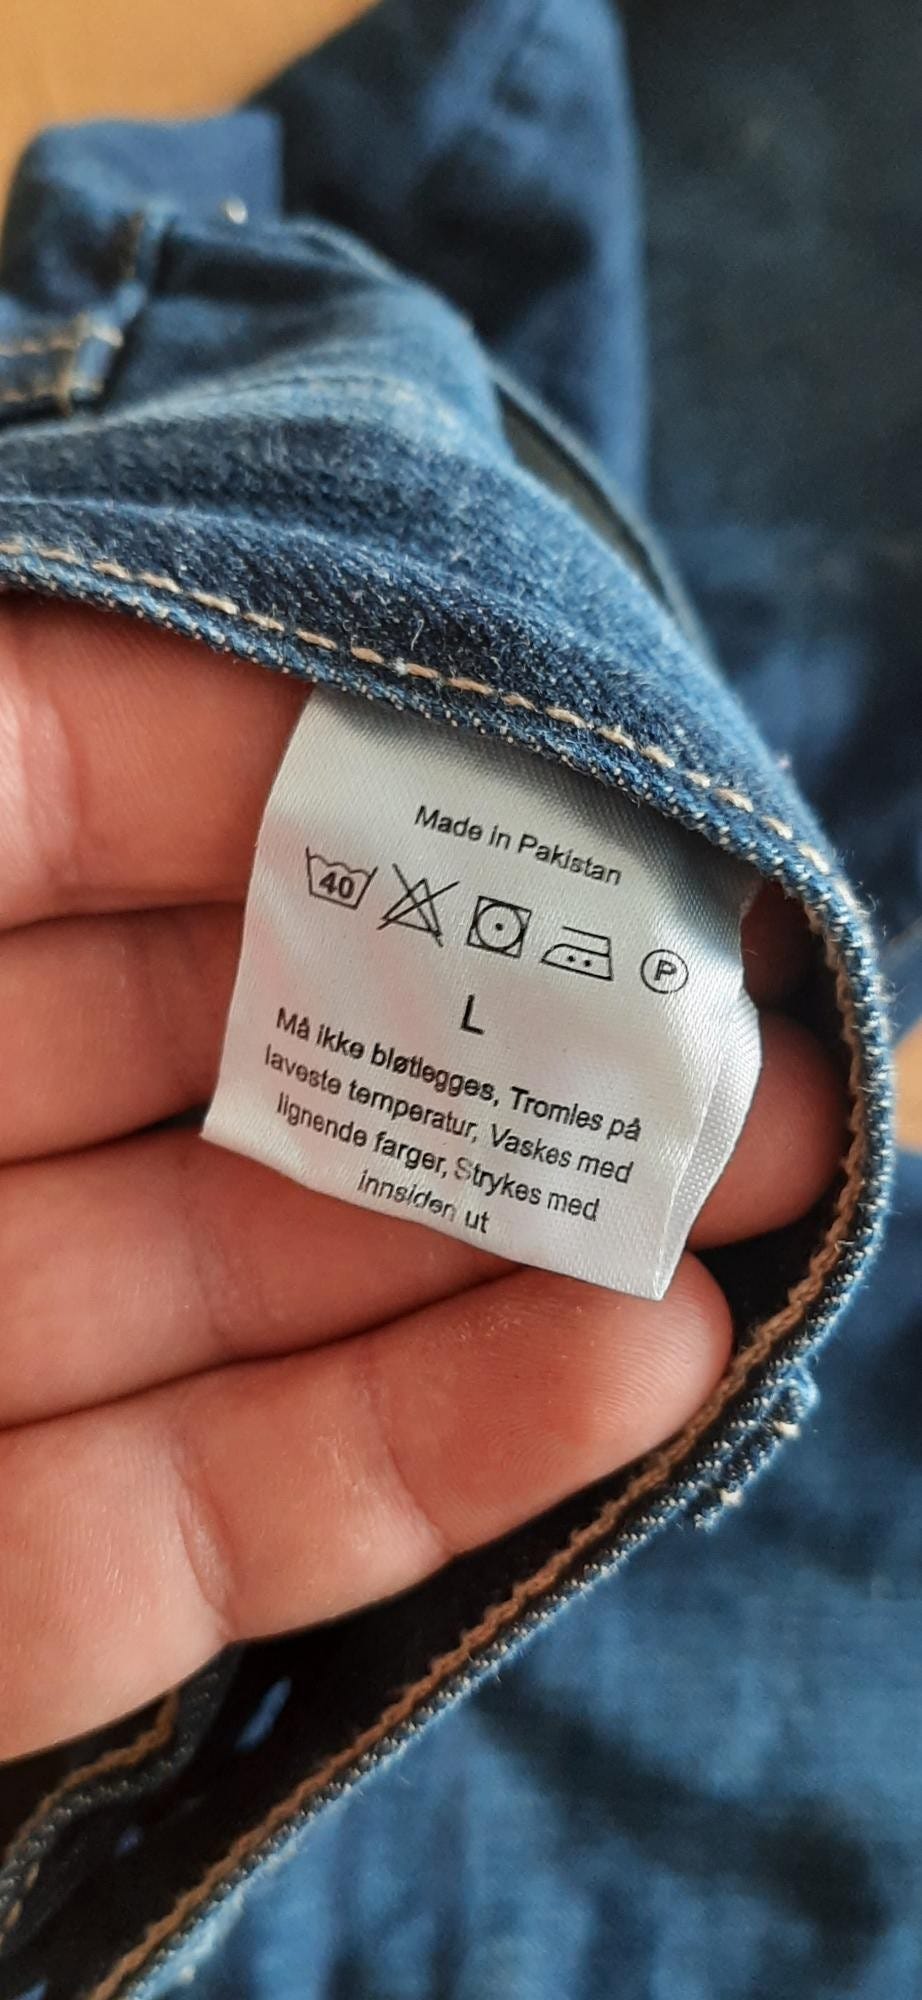 Made in Pakistan
40 P
L
Må ikke bløtlegges, Tromles på
laveste temperatur, Vaskes med
lignende farger, Strykes med
innsiden ut